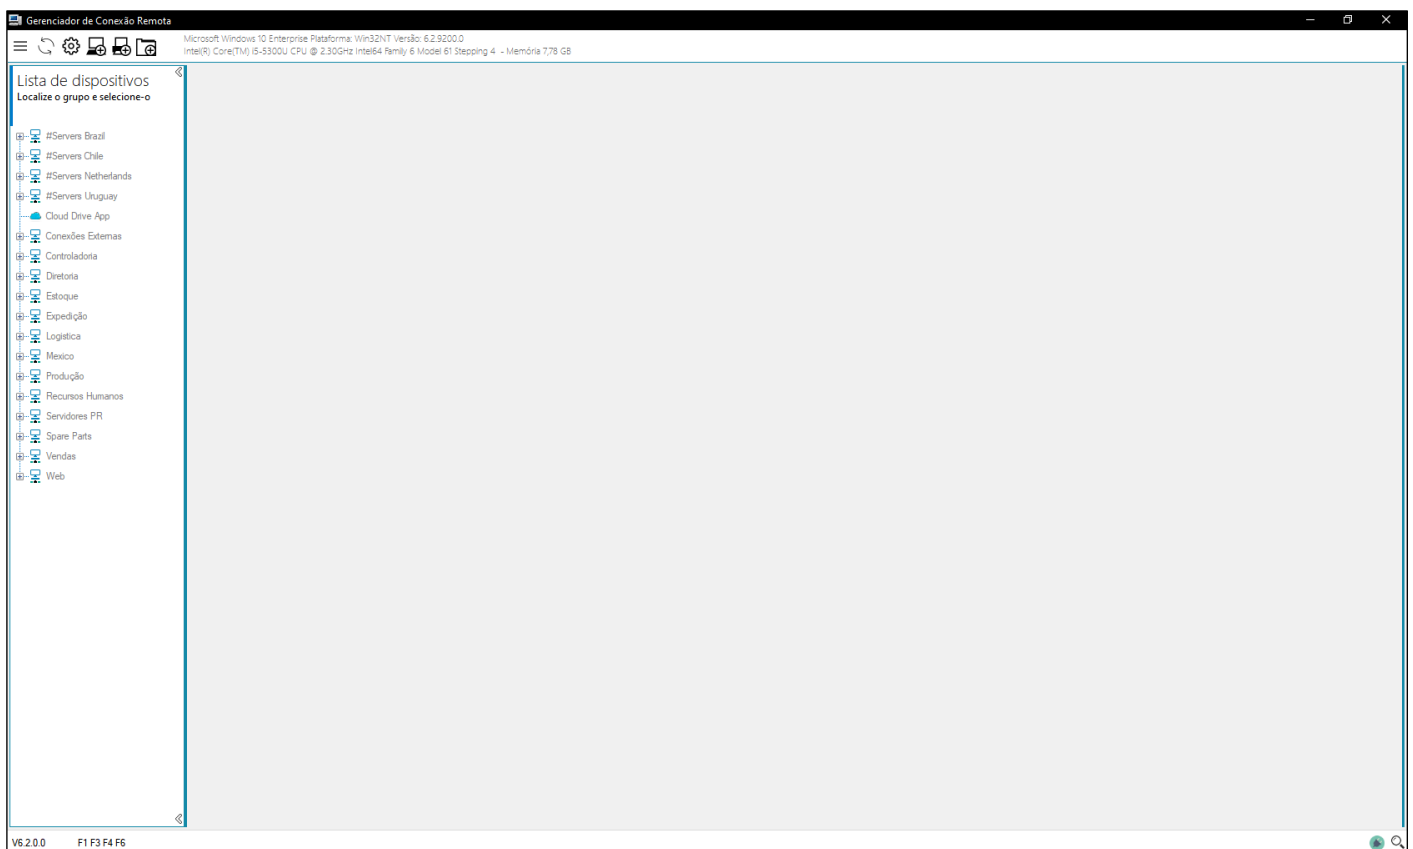 Gerenciador de Conexão Remota
Microsoft Windows 10 Enterprise Plataforma: Win32NT Versão: 6.2.9200.0
Intel(R) Core(TM) i5-5300U CPU @ 2.30GHz Intel64 Family 6 Model 61 Stepping 4 - Memória 7,78 GB
Lista de dispositivos
Localize o grupo e selecione-o
#Servers Brazil
#Servers Chile
#Servers Netherlands
#Servers Uruguay
Cloud Drive App
Conexões Externas
Controladoria
Diretoria
Estoque
Expedição
Logistica
Mexico
Produção
Recursos Humanos
Servidores PR
Spare Parts
Vendas
Web
V6.2.0.0 F1 F3 F4 F6